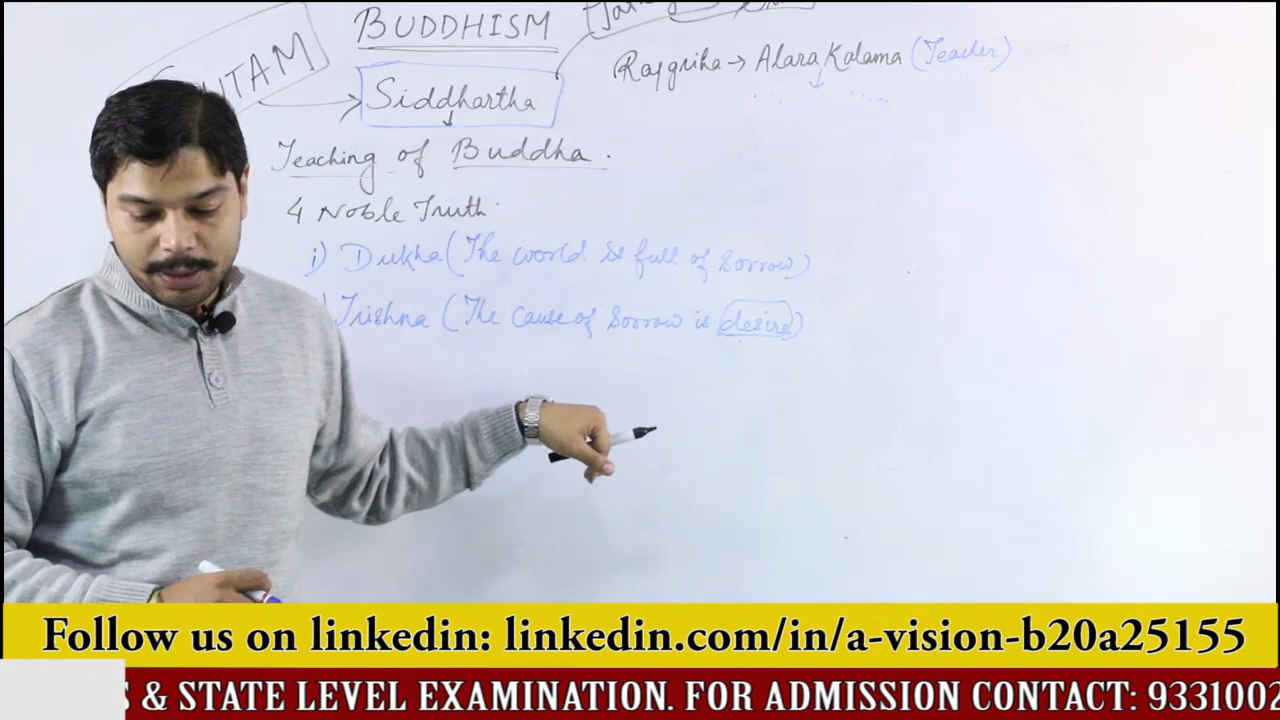 BUDDHISM
Rajgriha → Alara Kalama (Teacher)
Siddhartha
Teaching of Buddha.
4 Noble Truth
i) Dukha (The world is full of Sorrow)
) Trishna (The cause of Sorrow is desire)
Follow us on linkedin: linkedin.com/in/a-vision-b20a25155
S & STATE LEVEL EXAMINATION. FOR ADMISSION CONTACT: 9331002